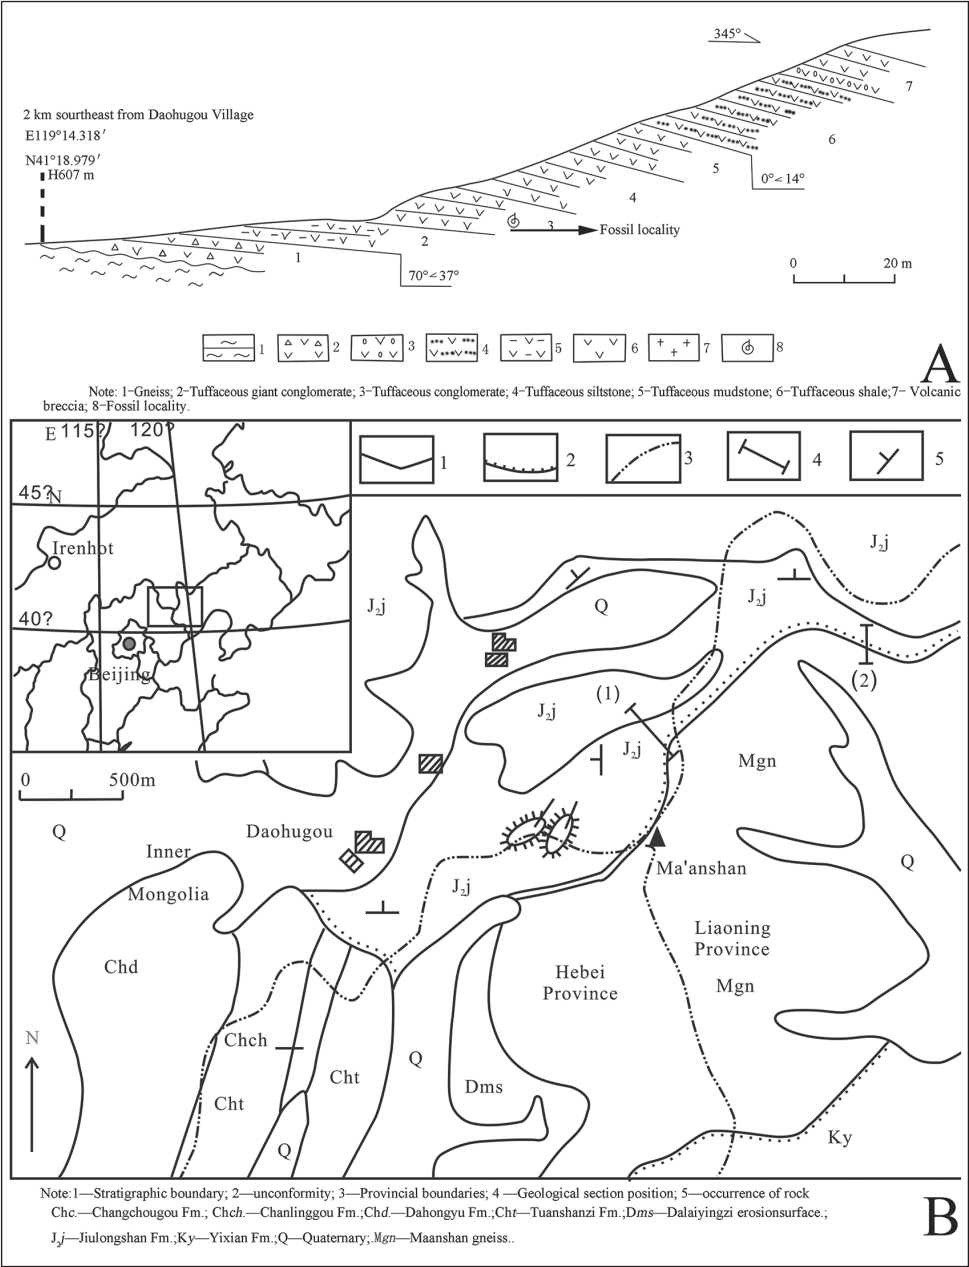 345°
2 km sourteast from Daohugou Village
E119°14.318′
N41°18.979′
H607 m
7
6
5
0°<14°
4
3
Fossil locality
2
1
70°<37°
0 20 m
1 2 3 4 5 6 7 8
A
Note: 1-Gneiss; 2-Tuffaceous giant conglomerate; 3-Tuffaceous conglomerate; 4-Tuffaceous siltstone; 5-Tuffaceous mudstone; 6-Tuffaceous shale;7- Volcanic
breccia; 8-Fossil locality.
E 115? 120?
1 2 3 4 5
45? N
Irenhot
40?
Beijing
J2j
J2j
J2j
Q
(2)
(1)
J2j
J2j
Mgn
0 500m
Q
Daohugou
Inner
Mongolia
Q
Ma'anshan
J2j
Liaoning
Province
Chd
Hebei
Province
Mgn
N
Chch
Q
Cht
Dms
Cht
Ky
Q
Note:1—Stratigraphic boundary; 2—unconformity; 3—Provincial boundaries; 4 —Geological section position; 5—occurrence of rock
Chc.—Changchougou Fm.; Chch.—Chanlinggou Fm.;Chd.—Dahongyu Fm.;Cht—Tuanshanzi Fm.;Dms—Dalaiyingzi erosionsurface.;
J2j—Jiulongshan Fm.;Ky—Yixian Fm.;Q—Quaternary;.Mgn—Maanshan gneiss..
B